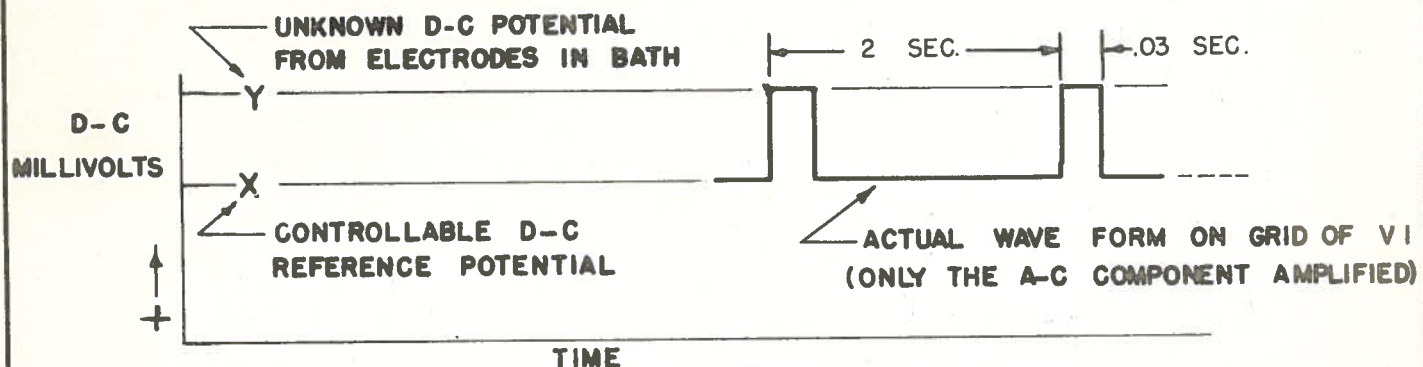 UNKNOWN D-C POTENTIAL
FROM ELECTRODES IN BATH
2 SEC.
.03 SEC.
Y
D-C
MILLIVOLTS
X
CONTROLLABLE D-C
REFERENCE POTENTIAL
ACTUAL WAVE FORM ON GRID OF V1
(ONLY THE A-C COMPONENT AMPLIFIED)
+
TIME